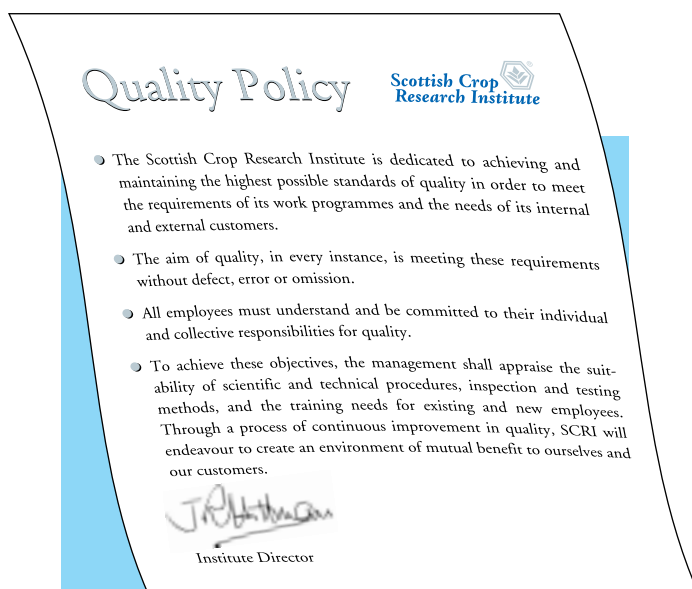 Quality Policy
Scottish Crop
Research Institute
The Scottish Crop Research Institute is dedicated to achieving and
maintaining the highest possible standards of quality in order to meet
the requirements of its work programmes and the needs of its internal
and external customers.
The aim of quality, in every instance, is meeting these requirements
without defect, error or omission.
All employees must understand and be committed to their individual
and collective responsibilities for quality.
To achieve these objectives, the management shall appraise the suit-
ability of scientific and technical procedures, inspection and testing
methods, and the training needs for existing and new employees.
Through a process of continuous improvement in quality, SCRI will
endeavour to create an environment of mutual benefit to ourselves and
our customers.
Institute Director